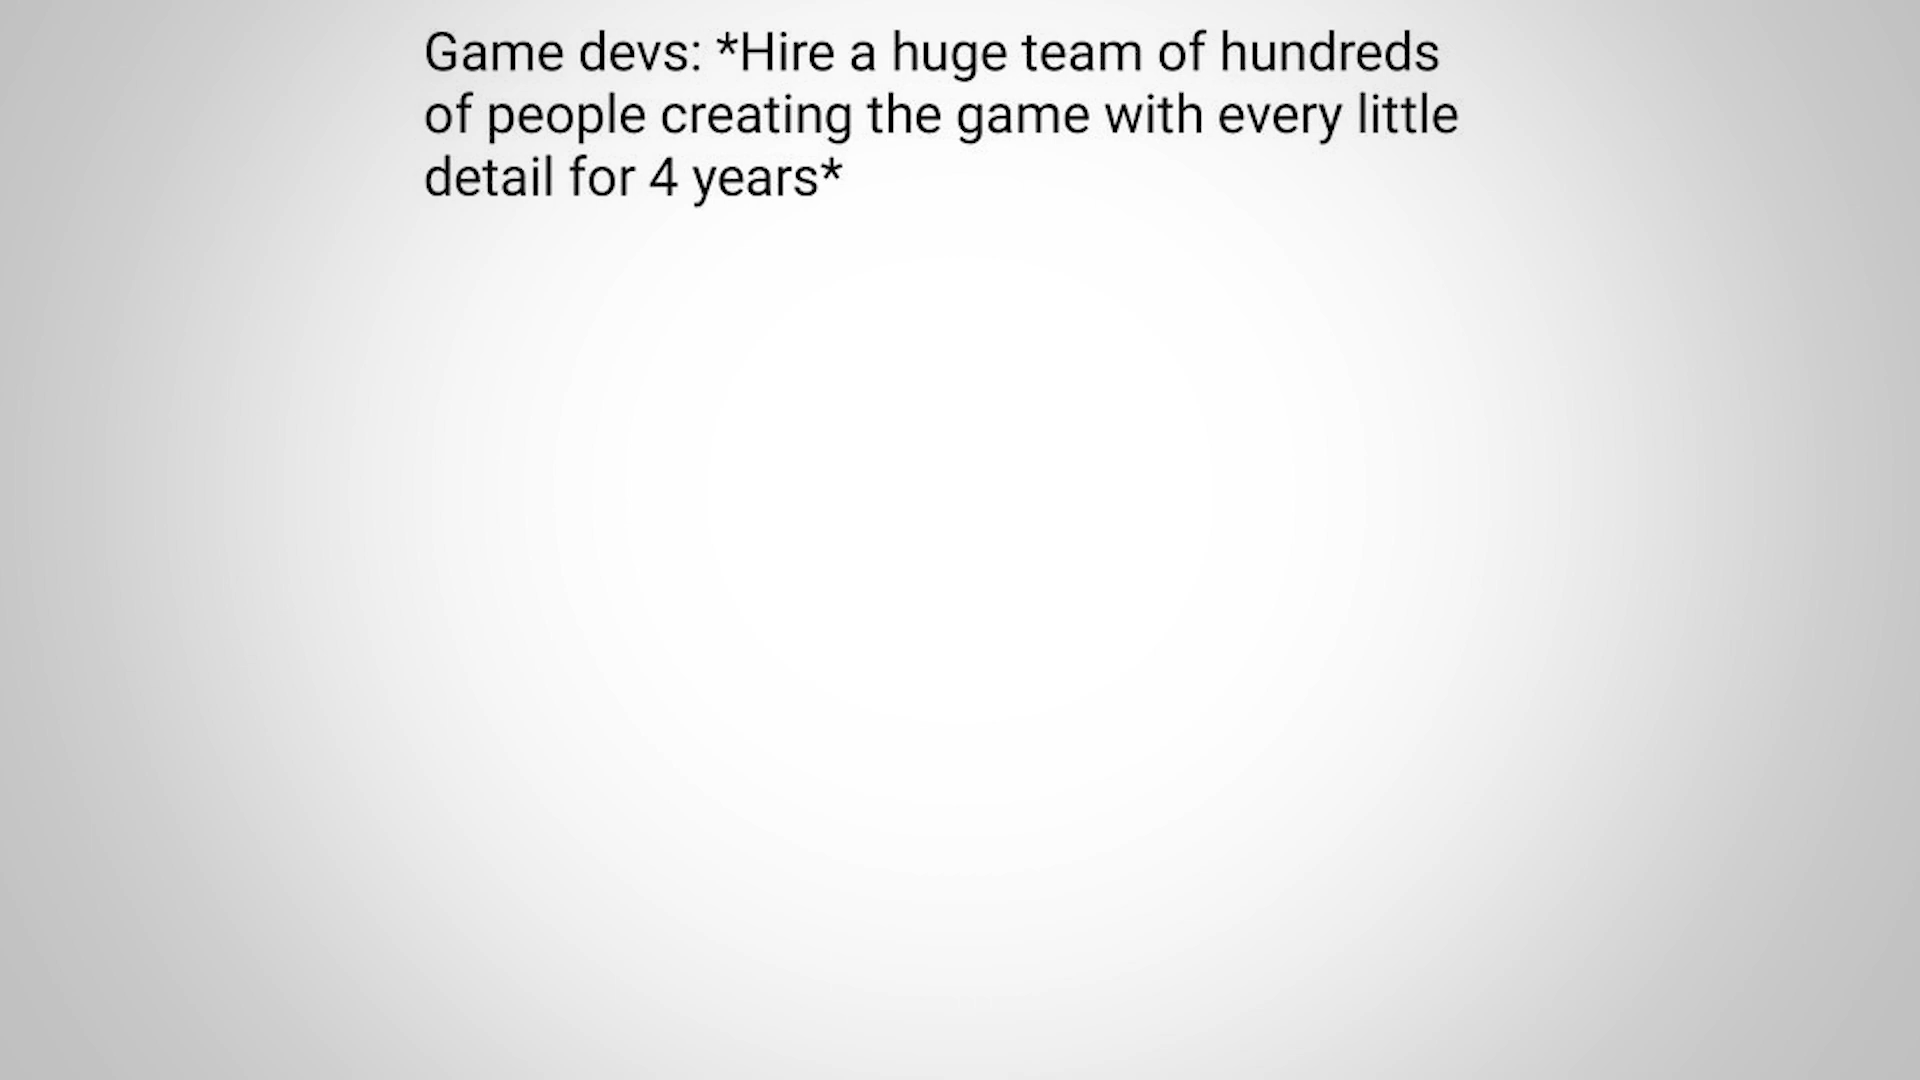 Game devs: *Hire a huge team of hundreds
of people creating the game with every little
detail for 4 years*